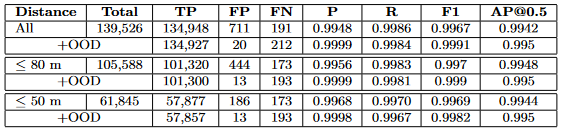 Distance Total TP FP FN P R F1 AP@0.5
All 139,526 134,948 711 191 0.9948 0.9986 0.9967 0.9942
+OOD 134,927 20 212 0.9999 0.9984 0.9991 0.995
≤ 80 m 105,588 101,320 444 173 0.9956 0.9983 0.997 0.9948
+OOD 101,300 13 193 0.9999 0.9981 0.999 0.995
≤ 50 m 61,845 57,877 186 173 0.9968 0.9970 0.9969 0.9944
+OOD 57,857 13 193 0.9998 0.9967 0.9982 0.995